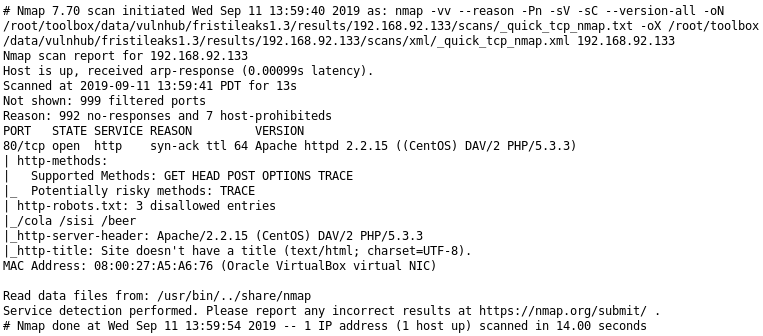 # Nmap 7.70 scan initiated Wed Sep 11 13:59:40 2019 as: nmap -vv --reason -Pn -sV -sC --version-all -oN
/root/toolbox/data/vulnhub/fristileaks1.3/results/192.168.92.133/scans/_quick_tcp_nmap.txt -oX /root/toolbox
/data/vulnhub/fristileaks1.3/results/192.168.92.133/scans/xml/_quick_tcp_nmap.xml 192.168.92.133
Nmap scan report for 192.168.92.133
Host is up, received arp-response (0.00099s latency).
Scanned at 2019-09-11 13:59:41 PDT for 13s
Not shown: 999 filtered ports
Reason: 992 no-responses and 7 host-prohibiteds
PORT   STATE SERVICE REASON         VERSION
80/tcp open  http    syn-ack ttl 64 Apache httpd 2.2.15 ((CentOS) DAV/2 PHP/5.3.3)
| http-methods:
|   Supported Methods: GET HEAD POST OPTIONS TRACE
|_  Potentially risky methods: TRACE
| http-robots.txt: 3 disallowed entries
|_/cola /sisi /beer
|_http-server-header: Apache/2.2.15 (CentOS) DAV/2 PHP/5.3.3
|_http-title: Site doesn't have a title (text/html; charset=UTF-8).
MAC Address: 08:00:27:A5:A6:76 (Oracle VirtualBox virtual NIC)

Read data files from: /usr/bin/../share/nmap
Service detection performed. Please report any incorrect results at https://nmap.org/submit/ .
# Nmap done at Wed Sep 11 13:59:54 2019 -- 1 IP address (1 host up) scanned in 14.00 seconds